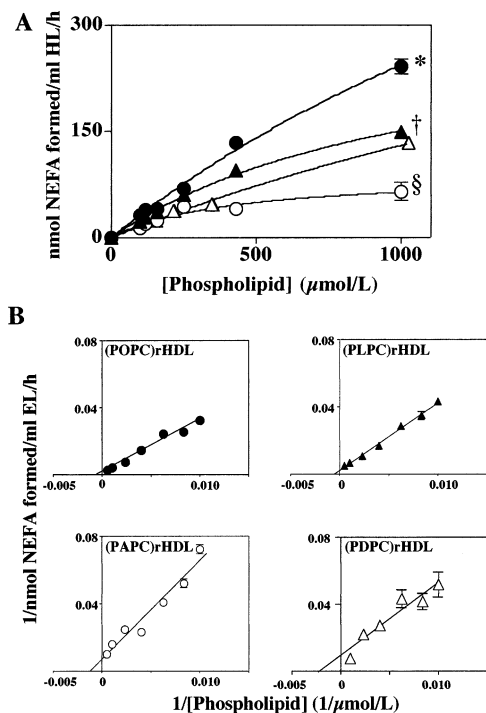 A
nmol NEFA formed/ml HL/h
300
150
0
*
†
§
0
500
1000
[Phospholipid] (µmol/L)
B
1/nmol NEFA formed/ml EL/h
0.08
(POPC)rHDL
0.04
-0.005
0
0.010
0.08
(PLPC)rHDL
0.04
-0.005
0
0.010
0.08
(PAPC)rHDL
0.04
-0.005
0
0.010
0.08
(PDPC)rHDL
0.04
-0.005
0
0.010
1/[Phospholipid] (1/µmol/L)